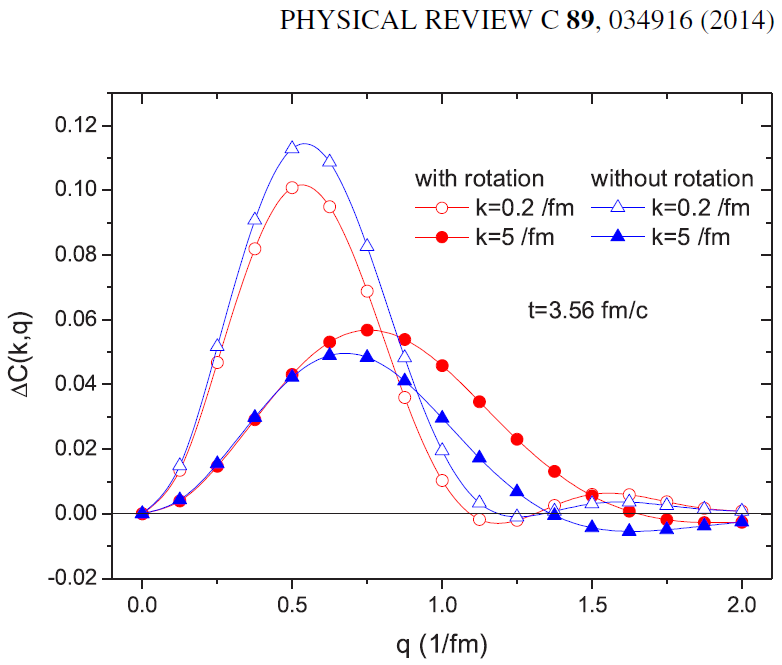 PHYSICAL REVIEW C 89, 034916 (2014)
0.12
0.10
0.08
0.06
0.04
0.02
0.00
-0.02
ΔC(k,q)
with rotation without rotation
k=0.2 /fm k=0.2 /fm
k=5 /fm k=5 /fm
t=3.56 fm/c
0.0 0.5 1.0 1.5 2.0
q (1/fm)